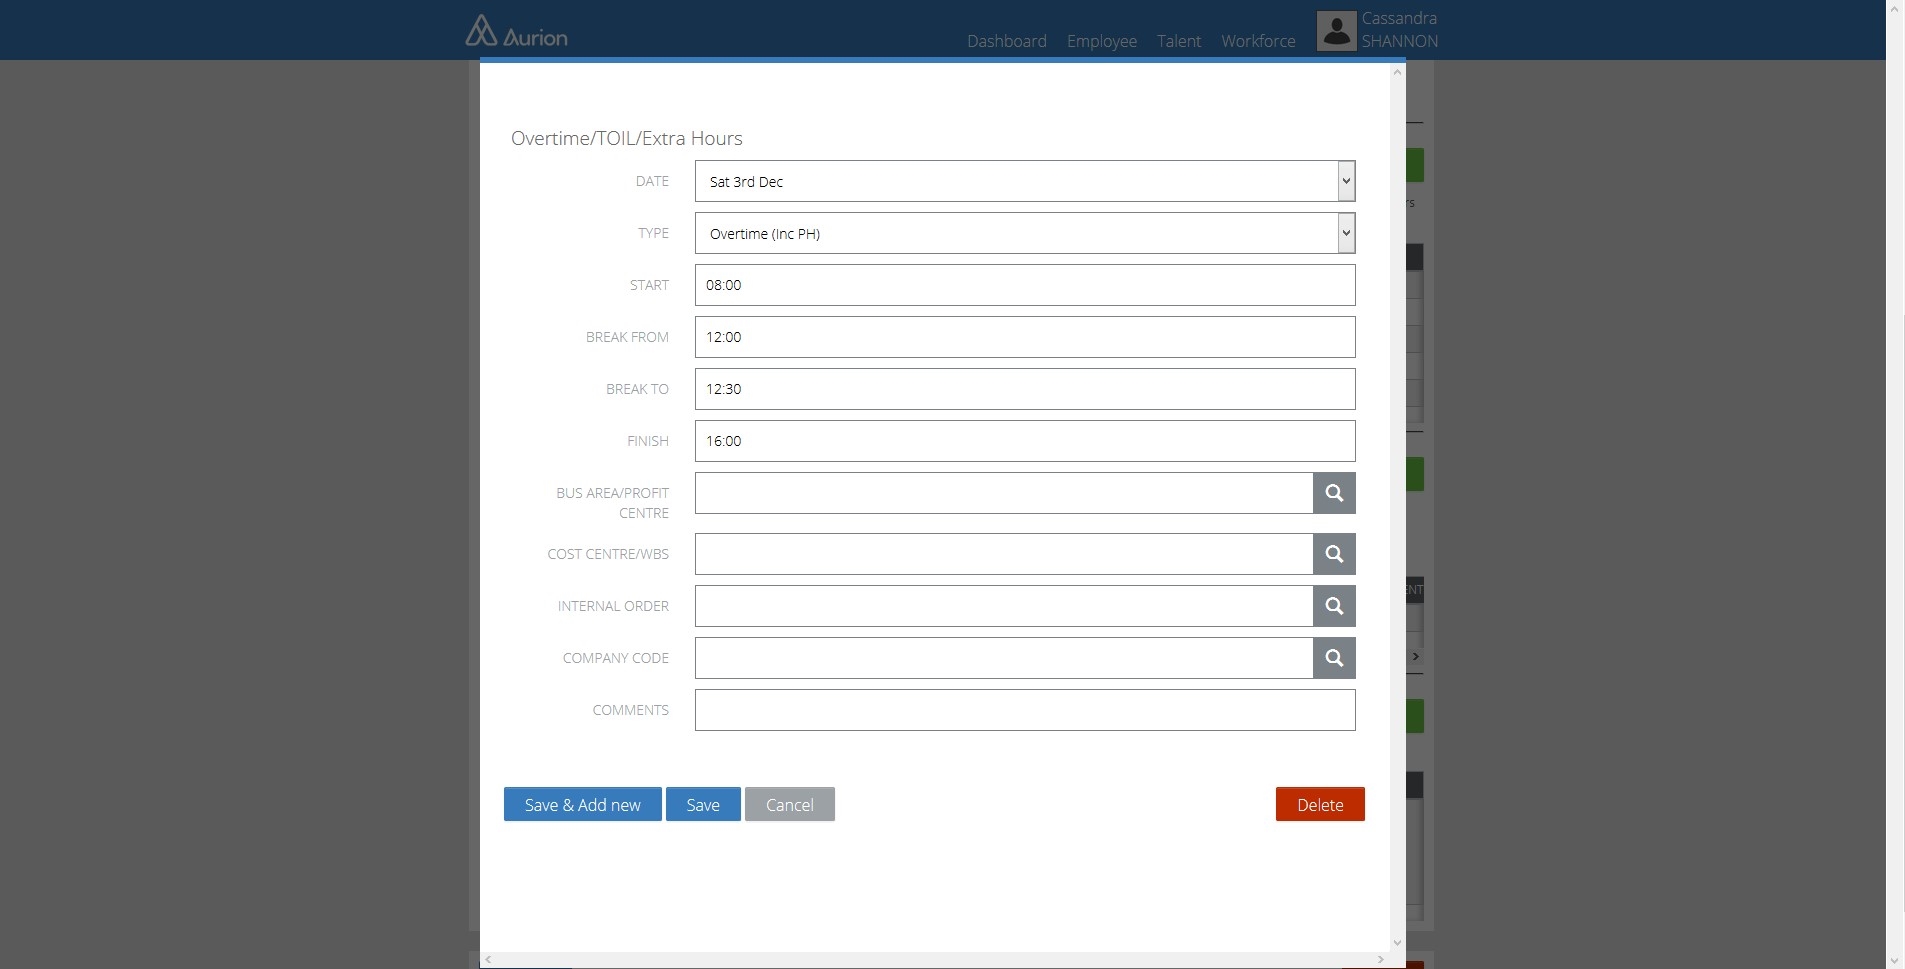 Aurion
Dashboard Employee Talent Workforce
Cassandra
SHANNON
Overtime/TOIL/Extra Hours
DATE
Sat 3rd Dec
TYPE
Overtime (Inc PH)
START
08:00
BREAK FROM
12:00
BREAK TO
12:30
FINISH
16:00
BUS AREA/PROFIT
CENTRE
COST CENTRE/WBS
INTERNAL ORDER
COMPANY CODE
COMMENTS
Save & Add new Save Cancel Delete